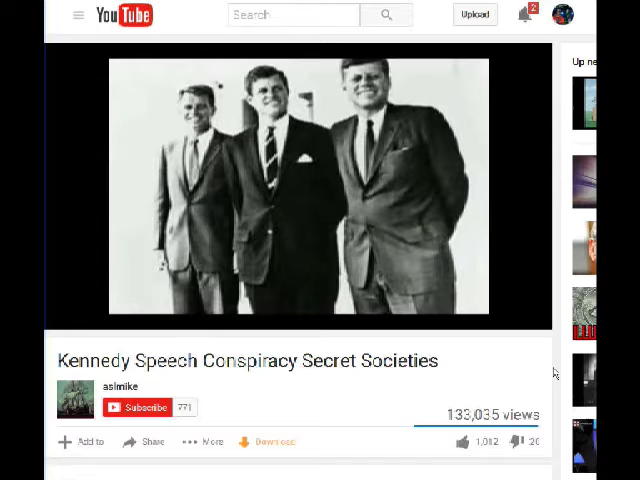 YouTube Search... Upload 2
Up ne
Kennedy Speech Conspiracy Secret Societies
aslmike
Subscribe 771
133,035 views
Add to Share More Download 1,012 20